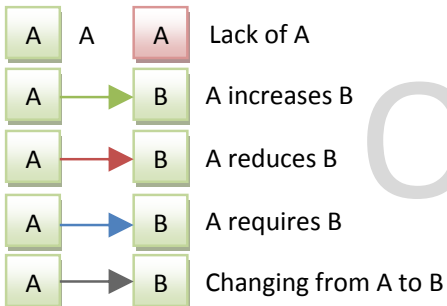 A A A Lack of A
A B A increases B
A B A reduces B
A B A requires B
A B Changing from A to B